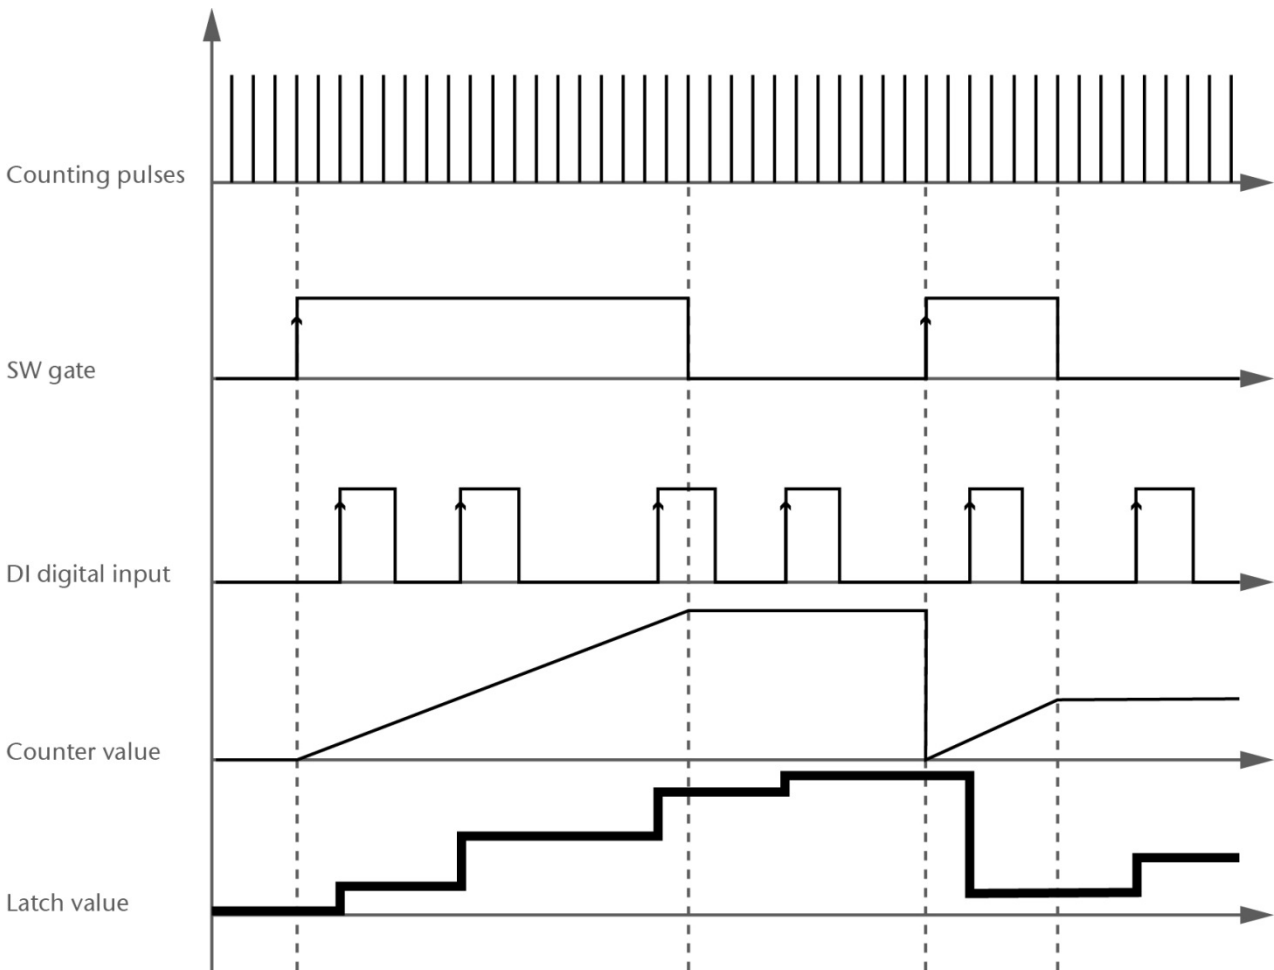 Counting pulses
SW gate
DI digital input
Counter value
Latch value